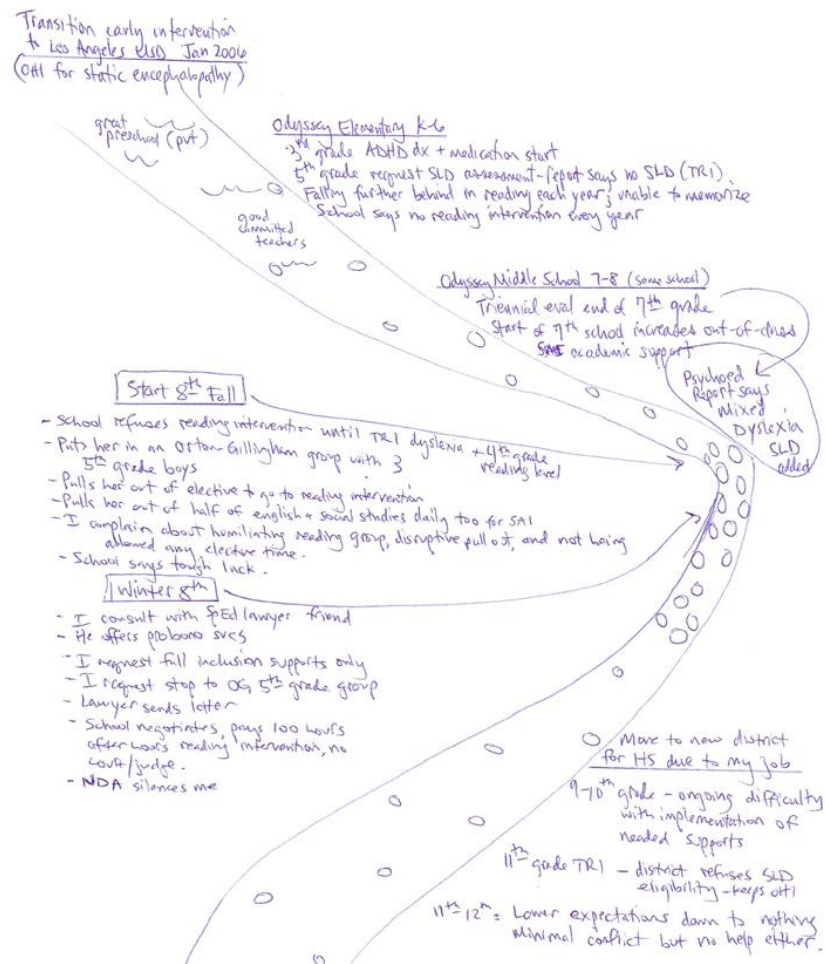 Transition early intervention
to Los Angeles USD Jan 2006
(OHI for static encephalopathy)
great
preschool (pvt)
Odyssey Elementary K-6
3rd grade ADHD dx + medication start
5th grade request SLD assessment - report says no SLD (TRI).
Falling further behind in reading each year; unable to memorize
School says no reading intervention every year
good
committed
teachers
Odyssey Middle School 7-8 (same school)
Triennial eval end of 7th grade
Start of 7th school increases out-of-class
academic support
Psychoed
Report says
Mixed
Dyslexia
SLD
added
Start 8th Fall
- School refuses reading intervention until TRI dyslexia + 4th grade
reading level
- Puts her in an Orton-Gillingham group with 3
5th grade boys
- Pulls her out of elective to go to reading intervention
- Pulls her out of half of english + social studies daily too for SAI
- I complain about humiliating reading group, disruptive pull out, and not being
allowed any elective time.
- School says tough luck.
Winter 8th
- I consult with SpEd lawyer friend
- He offers probono svcs
- I request full inclusion supports only
- I request stop to OG 5th grade group
- Lawyer sends letter
- School negotiates, pays 100 hours
after hours reading intervention, no
court/judge.
- NDA silences me
Move to new district
for HS due to my job
9-10th grade - ongoing difficulty
with implementation of
needed supports
11th grade TRI - district refuses SLD
eligibility - keeps OHI
11th-12th: Lower expectations down to nothing
Minimal conflict but no help either.